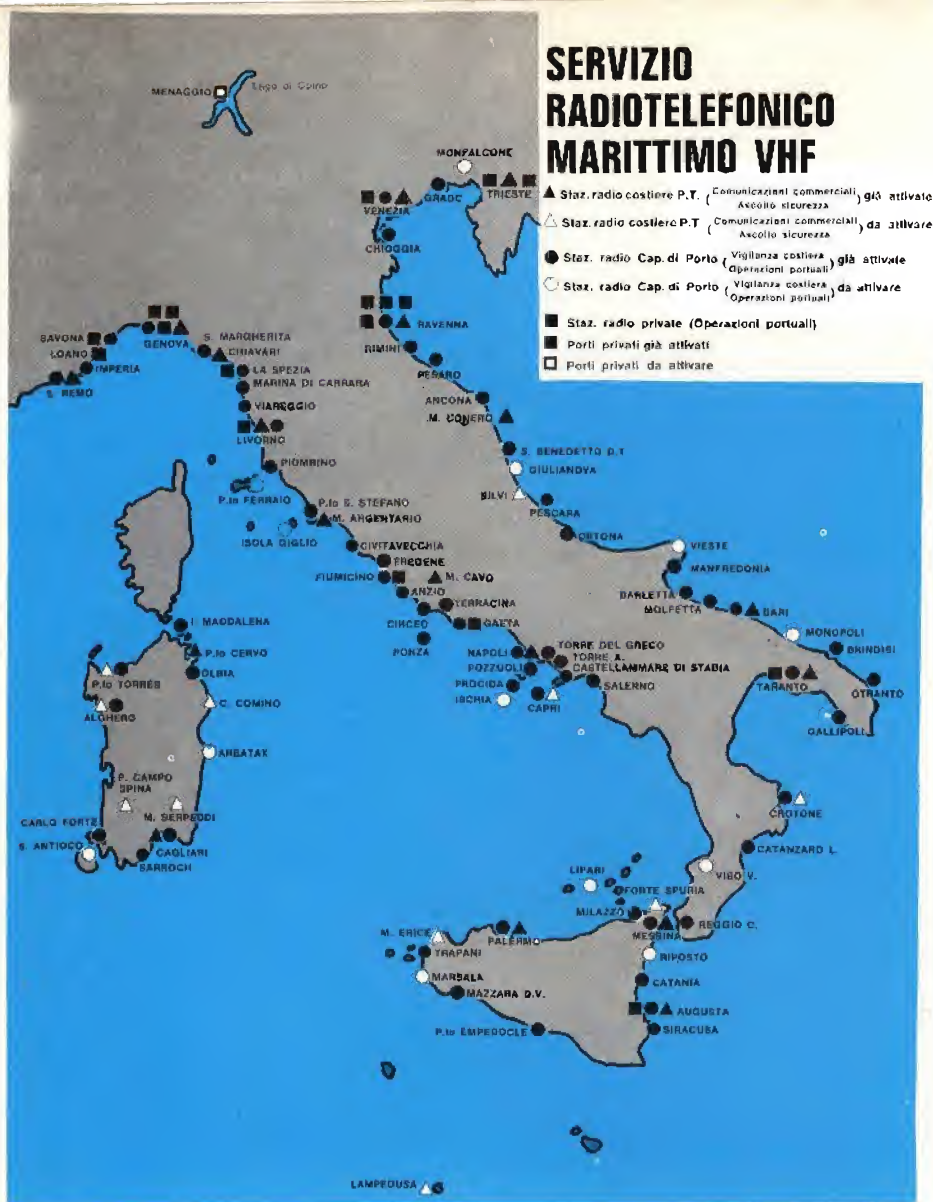 SERVIZIO
RADIOTELEFONICO
MARITTIMO VHF
▲ Staz. radio costiere P.T. (Comunicazioni commerciali
Ascolto sicurezza) già attivate
△ Staz. radio costiere P.T (Comunicazioni commerciali
Ascolto sicurezza) da attivare
● Staz. radio Cap. di Porto (Vigilanza costiera
Operazioni portuali) già attivate
○ Staz. radio Cap. di Porto (Vigilanza costiera
Operazioni portuali) da attivare
■ Staz. radio private (Operazioni portuali)
■ Porti privati già attivati
□ Porti privati da attivare
MENAGGIO
Lago di Como
MONFALCONE
GRADO
TRIESTE
VENEZIA
CHIOGGIA
RAVENNA
RIMINI
PESARO
ANCONA
M. CONERO
S. BENEDETTO D.T
GIULIANOVA
SILVI
PESCARA
ORTONA
VIESTE
MANFREDONIA
BARLETTA
MOLFETTA
BARI
MONOPOLI
BRINDISI
TARANTO
OTRANTO
GALLIPOLI
SAVONA
LOANO
IMPERIA
S. REMO
GENOVA
S. MARGHERITA
CHIAVARI
LA SPEZIA
MARINA DI CARRARA
VIAREGGIO
LIVORNO
PIOMBINO
P.to FERRAIO
P.to S. STEFANO
M. ARGENTARIO
ISOLA GIGLIO
CIVITAVECCHIA
FREGENE
FIUMICINO
M. CAVO
ANZIO
TERRACINA
CIRCEO
GAETA
PONZA
NAPOLI
TORRE DEL GRECO
TORRE A.
POZZUOLI
CASTELLAMMARE DI STABIA
PROCIDA
SALERNO
ISCHIA
CAPRI
I. MADDALENA
P.to CERVO
P.to TORRES
OLBIA
ALGHERO
C. COMINO
ARBATAX
P. CAMPO
SPINA
M. SERPEDDI
CARLO FORTE
S. ANTIOCO
CAGLIARI
SARROCH
CROTONE
CATANZARO L.
VIBO V.
LIPARI
FORTE SPURIA
MILAZZO
MESSINA
REGGIO C.
M. ERICE
PALERMO
TRAPANI
RIPOSTO
MARSALA
CATANIA
MAZZARA D.V.
AUGUSTA
P.to EMPEDOCLE
SIRACUSA
LAMPEDUSA